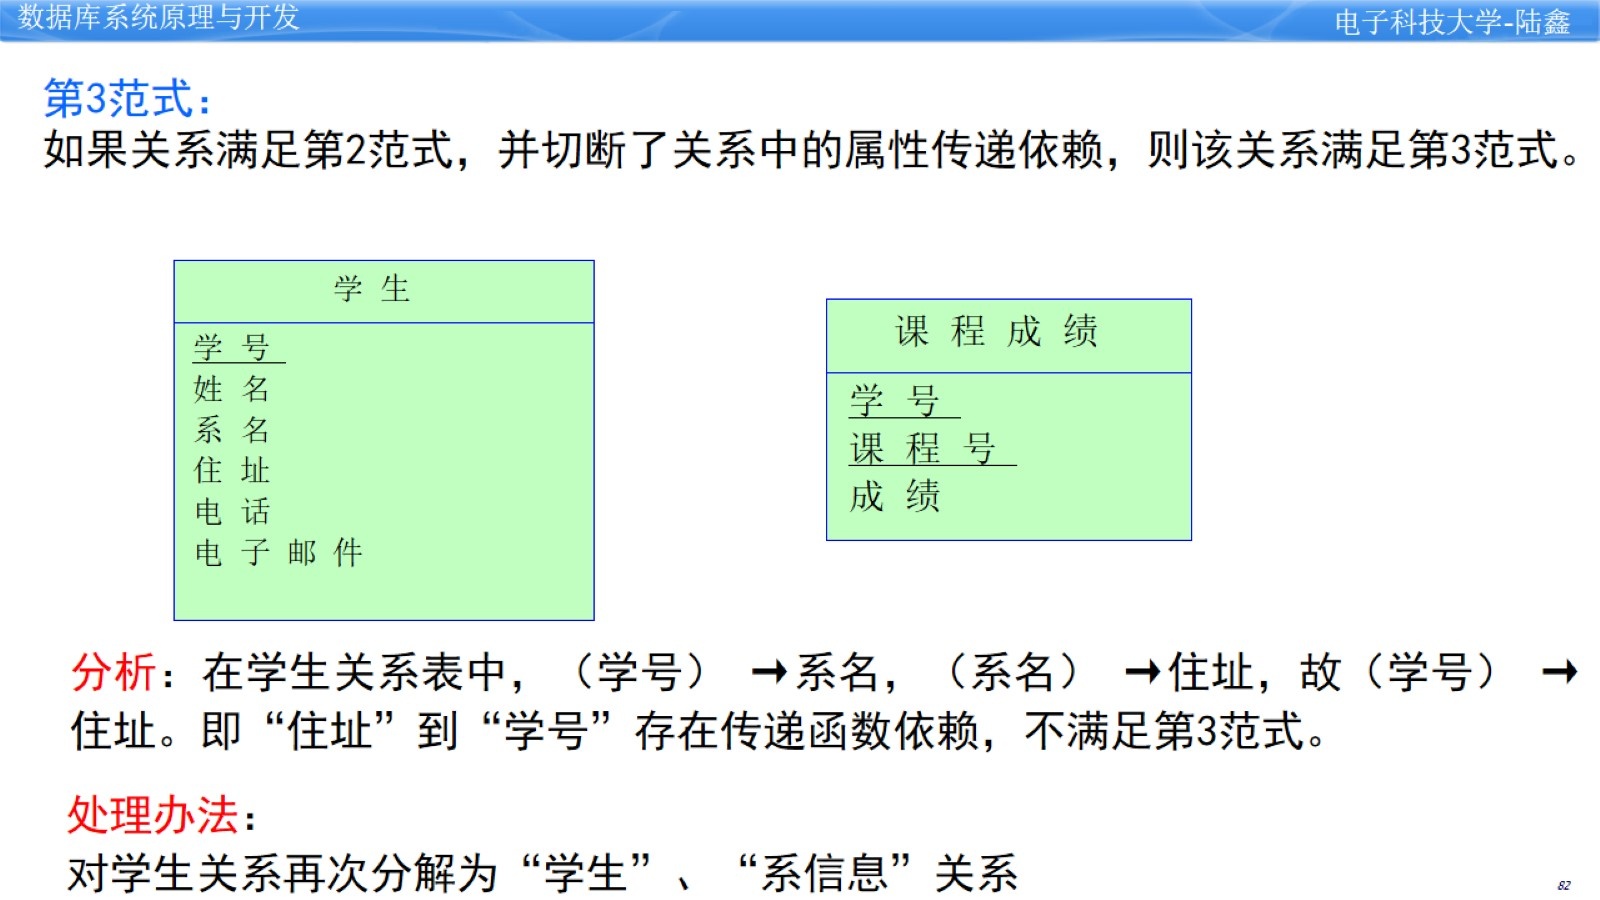 数据库系统原理与开发
电子科技大学-陆鑫
第3范式：
如果关系满足第2范式，并切断了关系中的属性传递依赖，则该关系满足第3范式。
学生
学号
姓名
系名
住址
电话
电子邮件
课程成绩
学号
课程号
成绩
分析：在学生关系表中，（学号） →系名，（系名） →住址，故（学号） →
住址。即“住址”到“学号”存在传递函数依赖，不满足第3范式。
处理办法：
对学生关系再次分解为“学生”、“系信息”关系
82